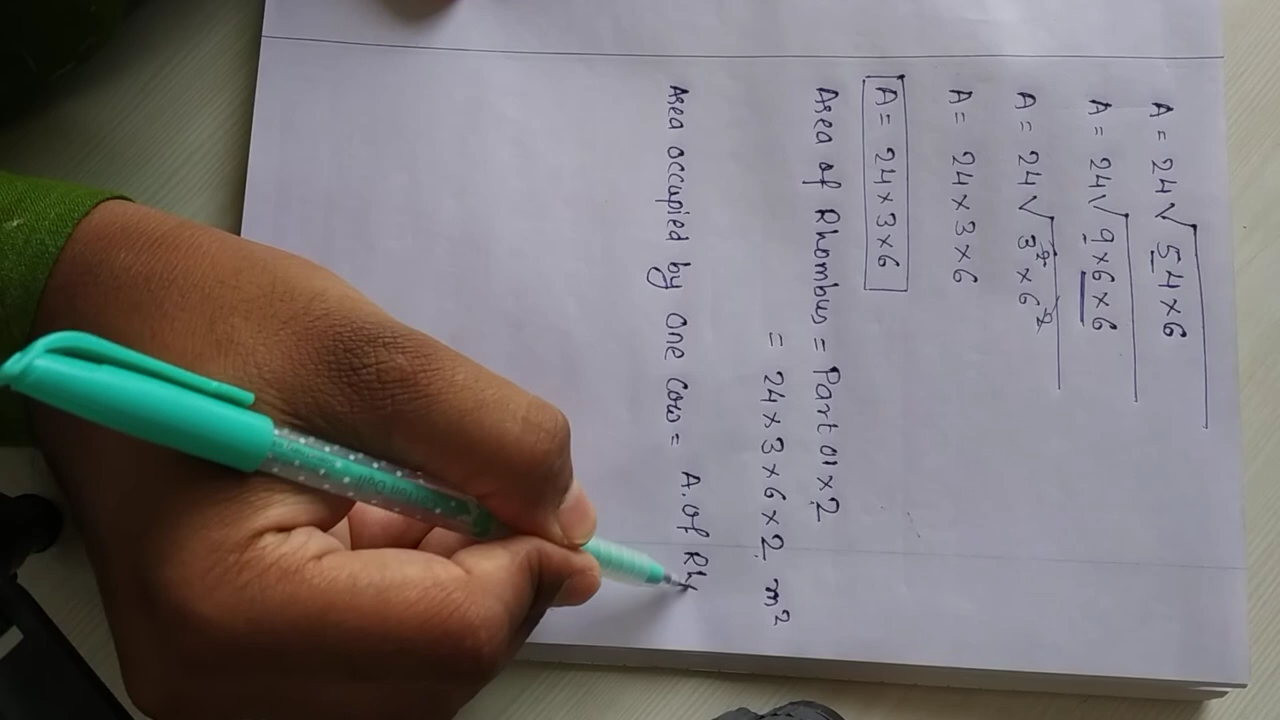 A = 24√54×6
A = 24√9×6×6
A = 24√3²×6²
A = 24×3×6
A = 24×3×6
Area of Rhombus = Part 01×2
= 24×3×6×2 m²
Area occupied by One Cow = A. of Rh